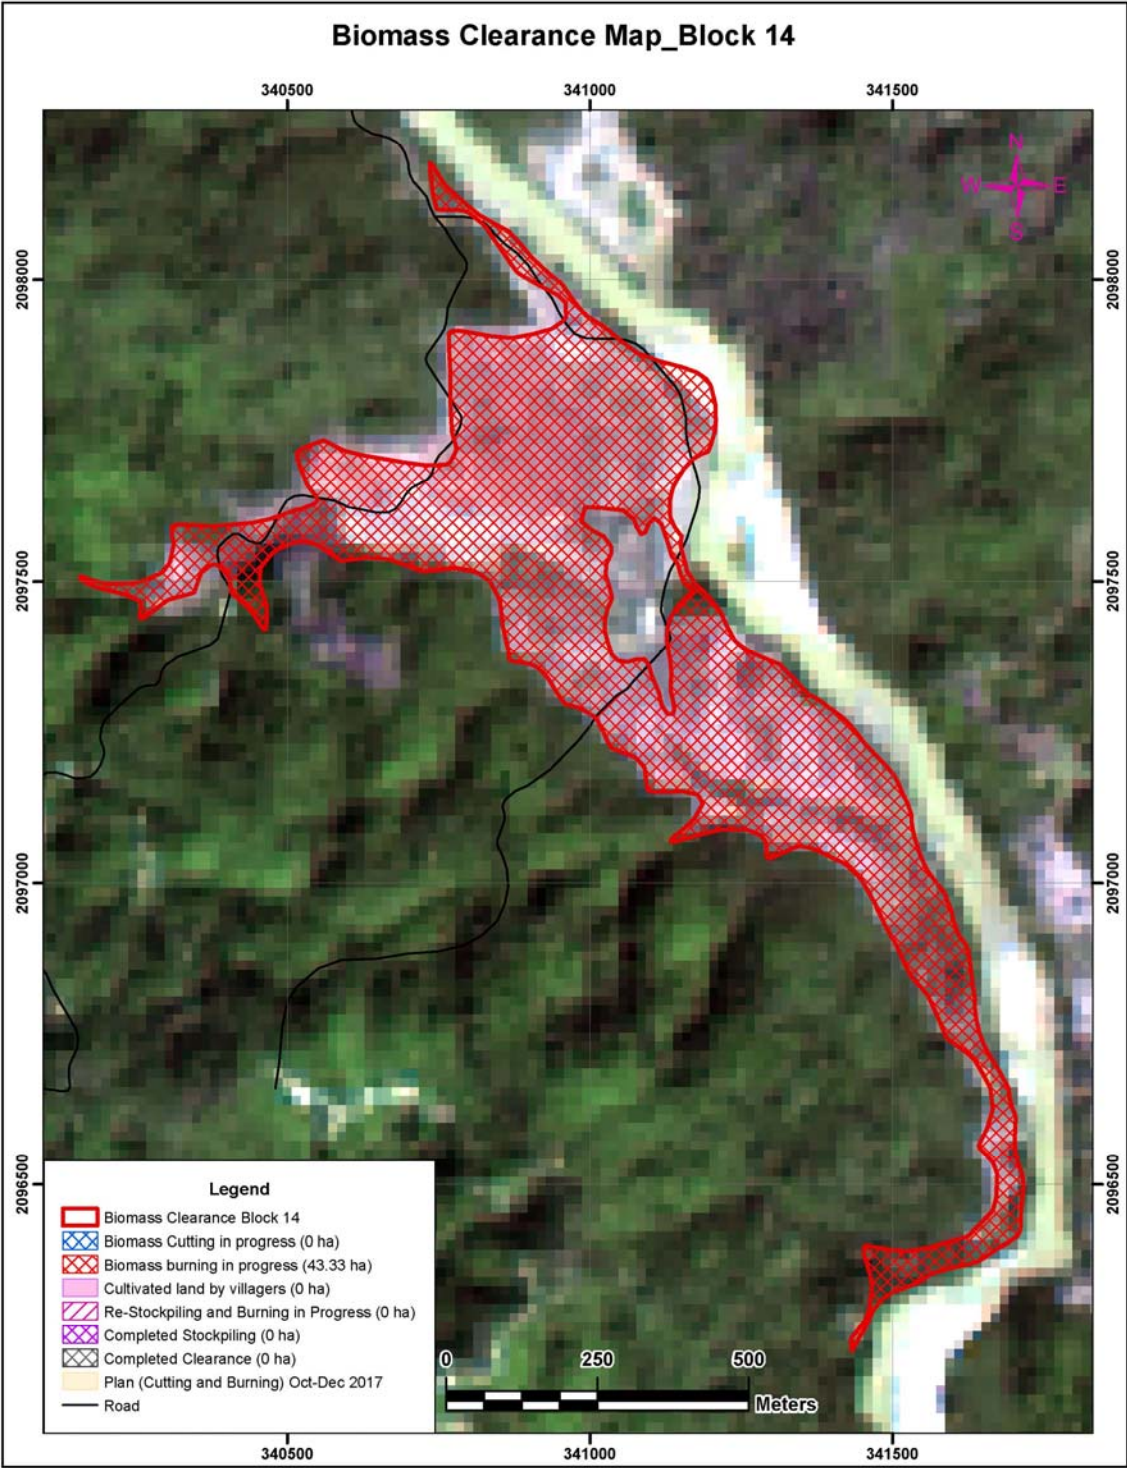 Biomass Clearance Map_Block 14
340500 341000 341500
N
W E
S
2098000 2098000
2097500 2097500
2097000 2097000
2096500 2096500
Legend
Biomass Clearance Block 14
Biomass Cutting in progress (0 ha)
Biomass burning in progress (43.33 ha)
Cultivated land by villagers (0 ha)
Re-Stockpiling and Burning in Progress (0 ha)
Completed Stockpiling (0 ha)
Completed Clearance (0 ha)
Plan (Cutting and Burning) Oct-Dec 2017
Road
0 250 500
Meters
340500 341000 341500